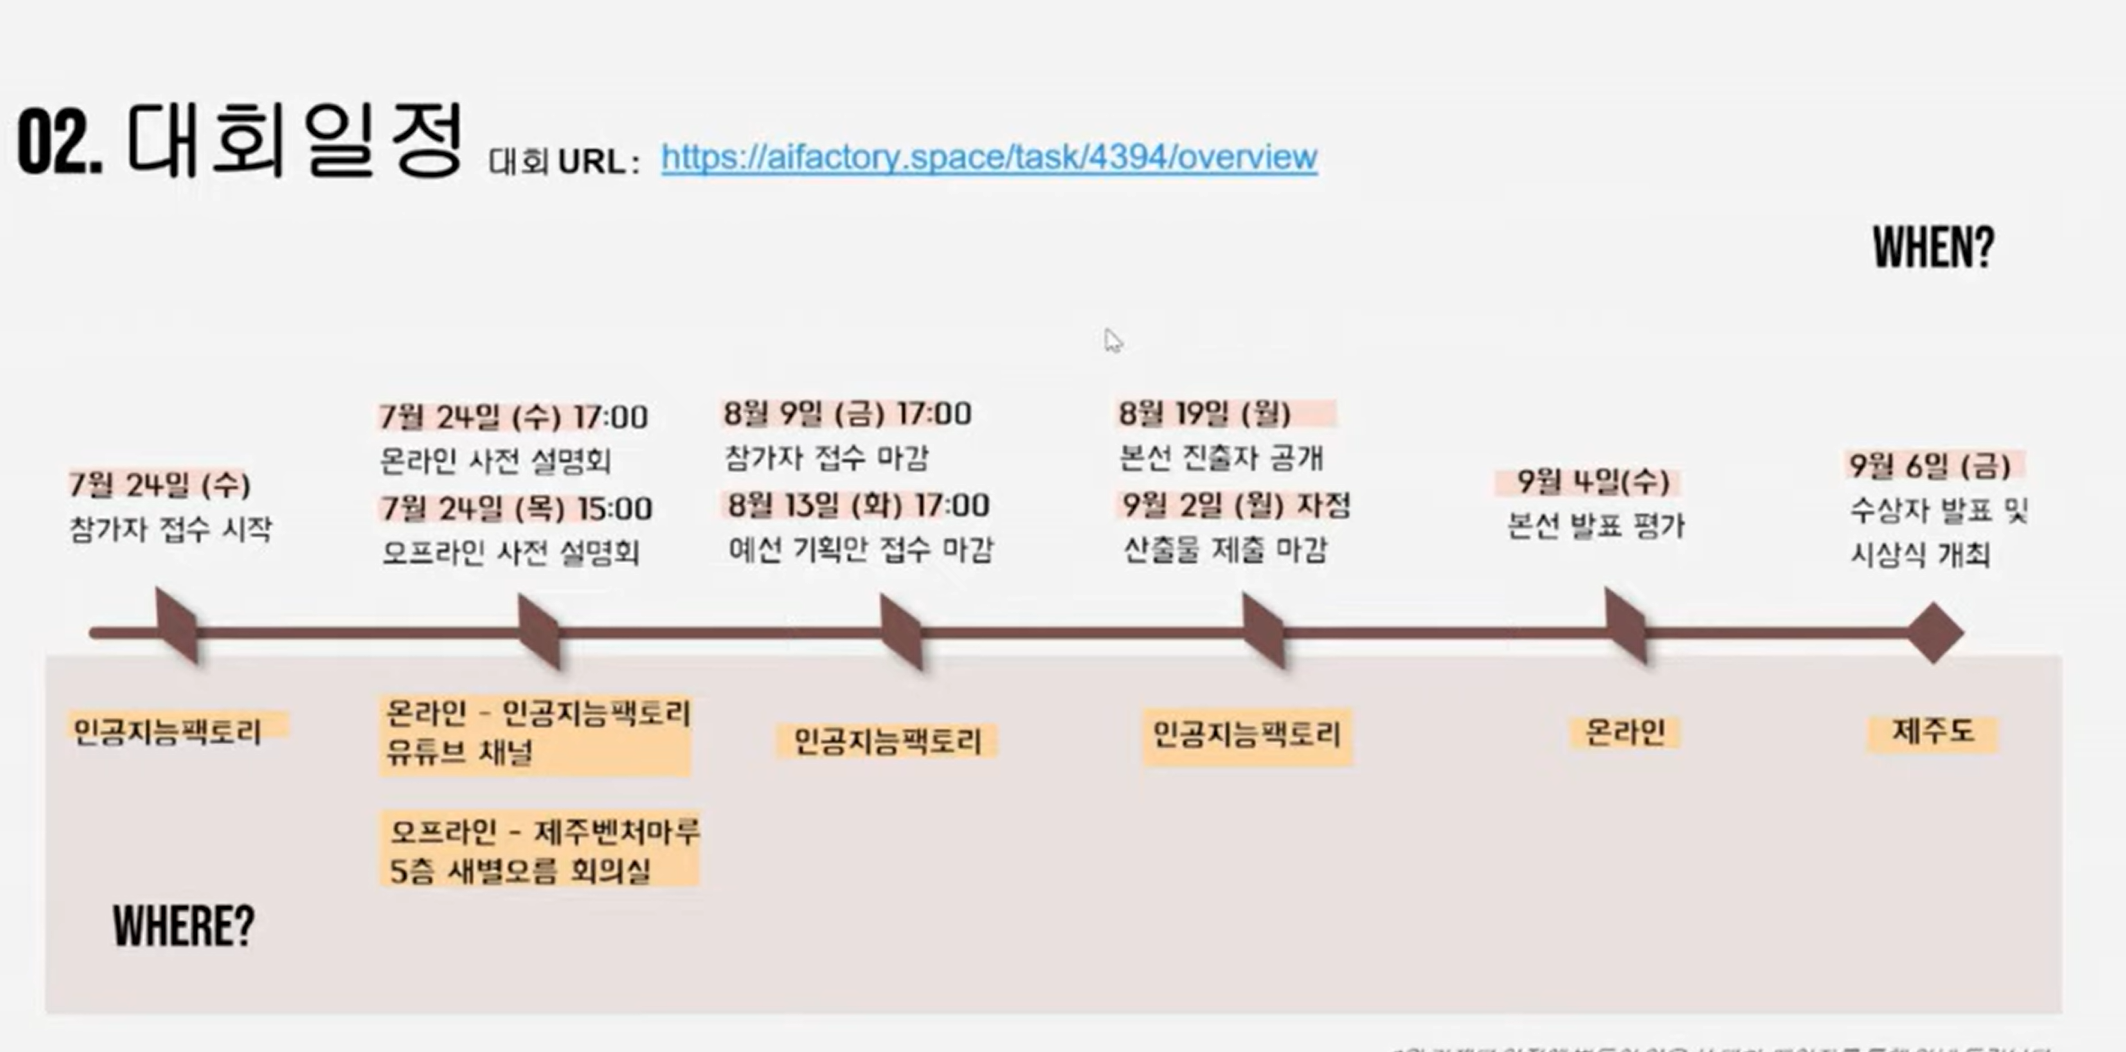 02. 대회일정 대회 URL : https://aifactory.space/task/4394/overview
WHEN?
7월 24일 (수)
참가자 접수 시작
7월 24일 (수) 17:00
온라인 사전 설명회
7월 24일 (목) 15:00
오프라인 사전 설명회
8월 9일 (금) 17:00
참가자 접수 마감
8월 13일 (화) 17:00
예선 기획안 접수 마감
8월 19일 (월)
본선 진출자 공개
9월 2일 (월) 자정
산출물 제출 마감
9월 4일(수)
본선 발표 평가
9월 6일 (금)
수상자 발표 및
시상식 개최
인공지능팩토리
온라인 - 인공지능팩토리
유튜브 채널
오프라인 - 제주벤처마루
5층 새별오름 회의실
인공지능팩토리
인공지능팩토리
온라인
제주도
WHERE?